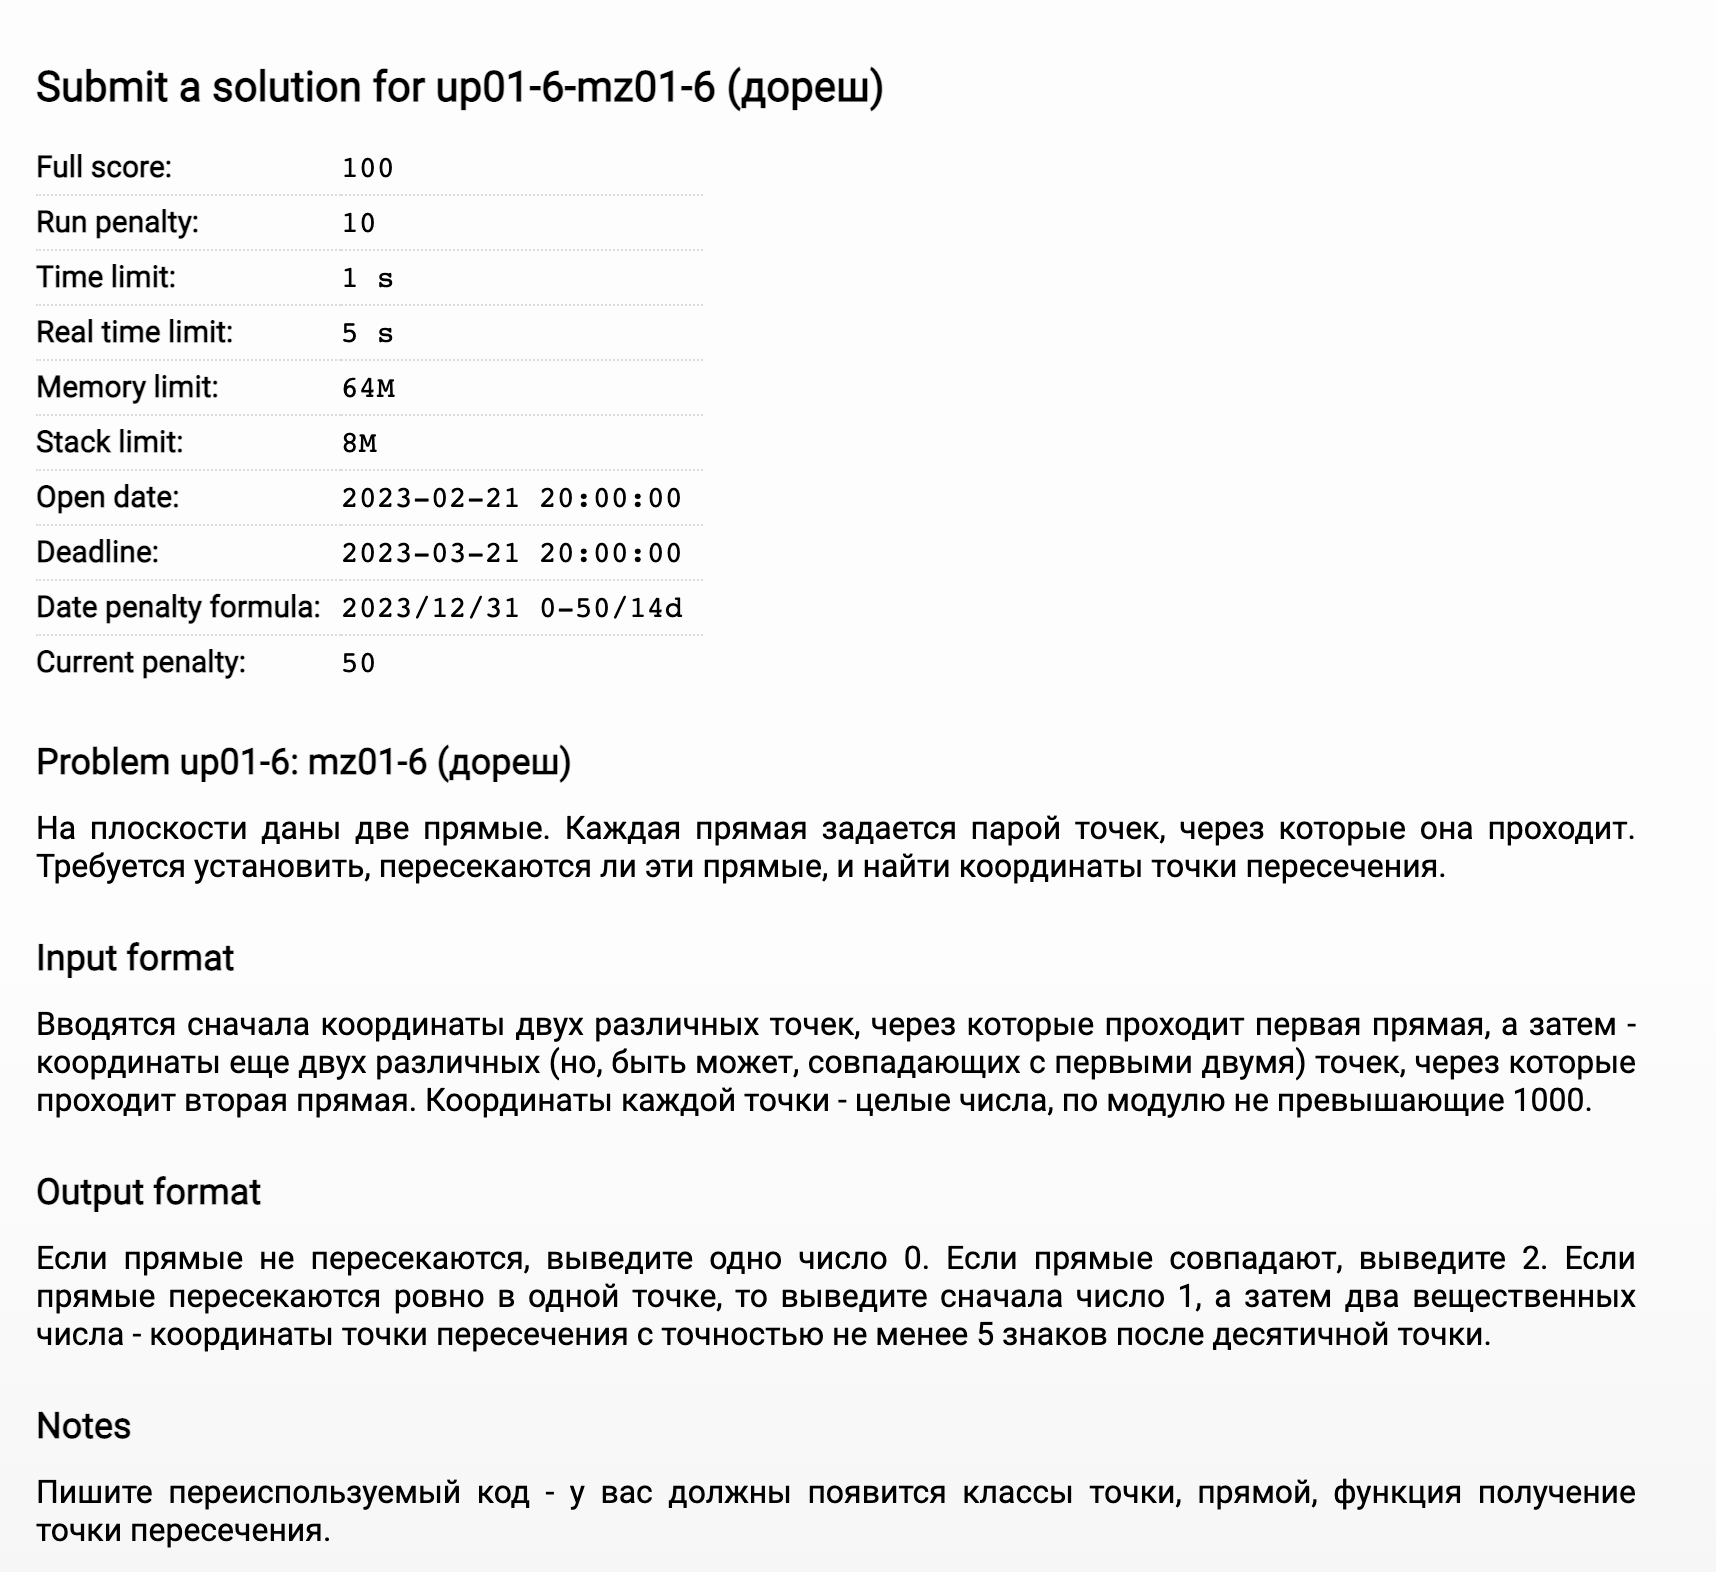 Submit a solution for up01-6-mz01-6 (дореш)
Full score: 100
Run penalty: 10
Time limit: 1 s
Real time limit: 5 s
Memory limit: 64M
Stack limit: 8M
Open date: 2023-02-21 20:00:00
Deadline: 2023-03-21 20:00:00
Date penalty formula: 2023/12/31 0-50/14d
Current penalty: 50
Problem up01-6: mz01-6 (дореш)
На плоскости даны две прямые. Каждая прямая задается парой точек, через которые она проходит.
Требуется установить, пересекаются ли эти прямые, и найти координаты точки пересечения.
Input format
Вводятся сначала координаты двух различных точек, через которые проходит первая прямая, а затем -
координаты еще двух различных (но, быть может, совпадающих с первыми двумя) точек, через которые
проходит вторая прямая. Координаты каждой точки - целые числа, по модулю не превышающие 1000.
Output format
Если прямые не пересекаются, выведите одно число 0. Если прямые совпадают, выведите 2. Если
прямые пересекаются ровно в одной точке, то выведите сначала число 1, а затем два вещественных
числа - координаты точки пересечения с точностью не менее 5 знаков после десятичной точки.
Notes
Пишите переиспользуемый код - у вас должны появится классы точки, прямой, функция получение
точки пересечения.